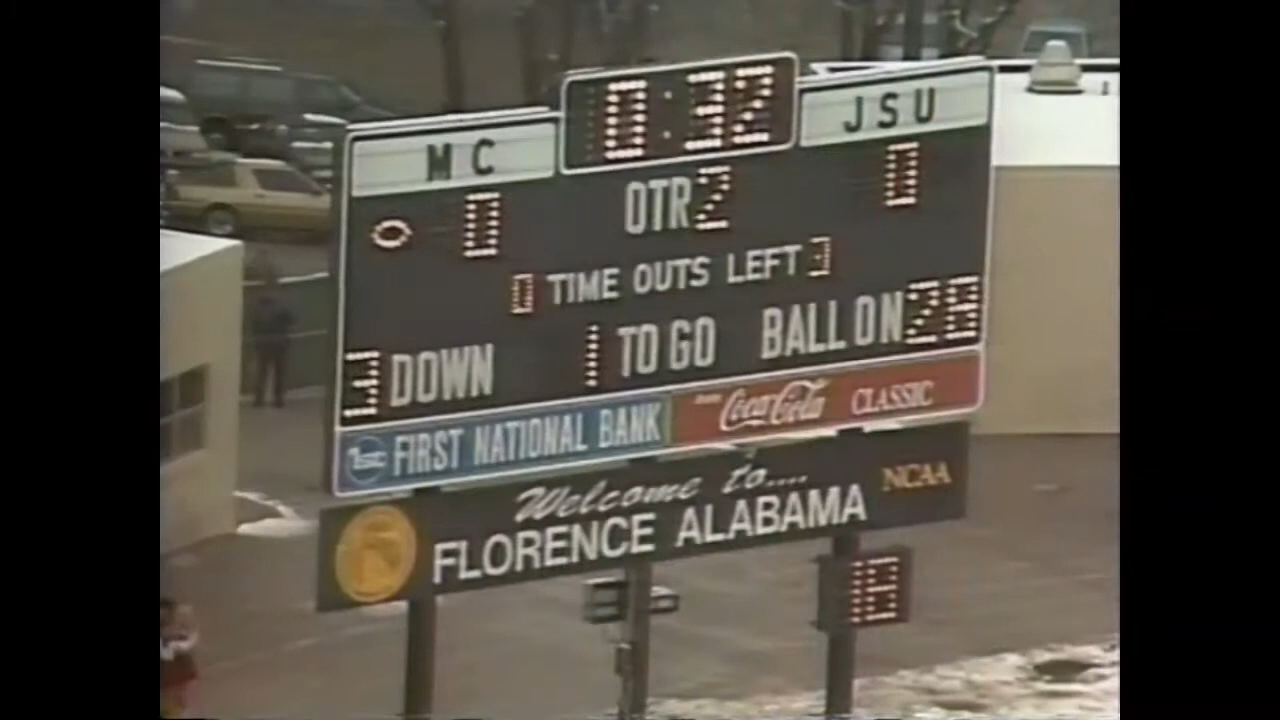 0:32
MC JSU
0 QTR 2 0
0 TIME OUTS LEFT 3
3 DOWN 1 TO GO BALL ON 28
FIRST NATIONAL BANK Coca-Cola CLASSIC
Welcome to.... NCAA
FLORENCE ALABAMA
18